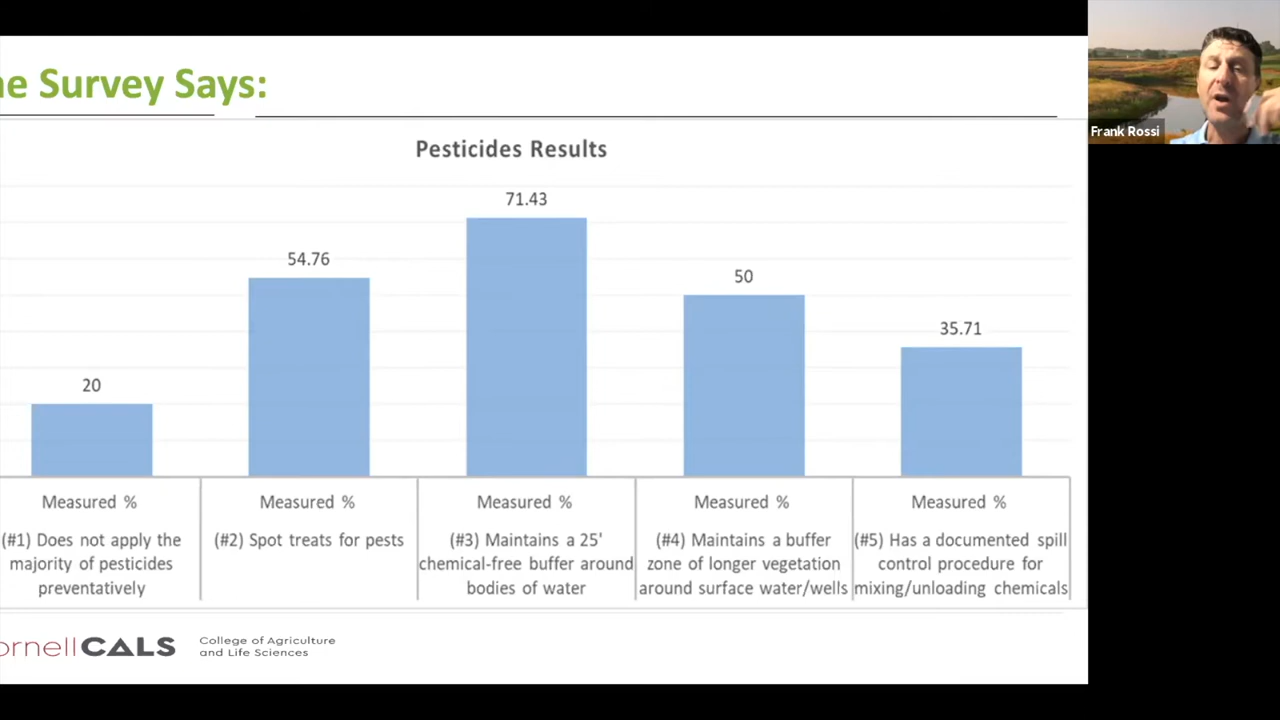 e Survey Says:
Frank Rossi
Pesticides Results
71.43
54.76
50
35.71
20
Measured % Measured % Measured % Measured % Measured %
(#1) Does not apply the
majority of pesticides
preventatively
(#2) Spot treats for pests
(#3) Maintains a 25'
chemical-free buffer around
bodies of water
(#4) Maintains a buffer
zone of longer vegetation
around surface water/wells
(#5) Has a documented spill
control procedure for
mixing/unloading chemicals
ornellCALS
College of Agriculture
and Life Sciences